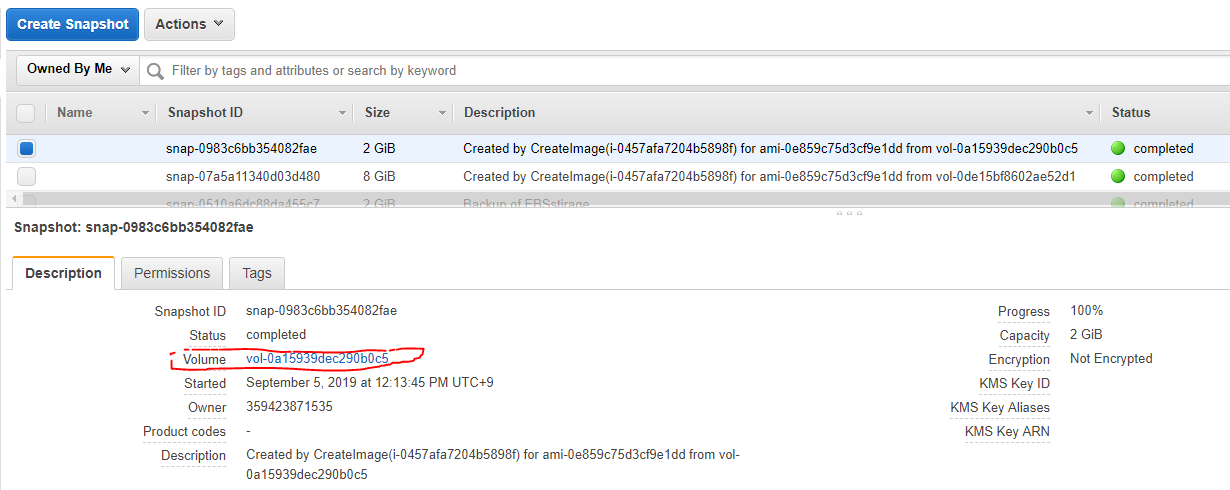 Create Snapshot Actions
Owned By Me Filter by tags and attributes or search by keyword
Name Snapshot ID Size Description Status
snap-0983c6bb354082fae 2 GiB Created by CreateImage(i-0457afa7204b5898f) for ami-0e859c75d3cf9e1dd from vol-0a15939dec290b0c5 completed
snap-07a5a11340d03d480 8 GiB Created by CreateImage(i-0457afa7204b5898f) for ami-0e859c75d3cf9e1dd from vol-0de15bf8602ae52d1 completed
snap-0510a6dc88da455c7 2 GiB Backup of EBSstirage completed
Snapshot: snap-0983c6bb354082fae
Description Permissions Tags
Snapshot ID snap-0983c6bb354082fae Progress 100%
Status completed Capacity 2 GiB
Volume vol-0a15939dec290b0c5 Encryption Not Encrypted
Started September 5, 2019 at 12:13:45 PM UTC+9 KMS Key ID
Owner 359423871535 KMS Key Aliases
Product codes - KMS Key ARN
Description Created by CreateImage(i-0457afa7204b5898f) for ami-0e859c75d3cf9e1dd from vol-
0a15939dec290b0c5